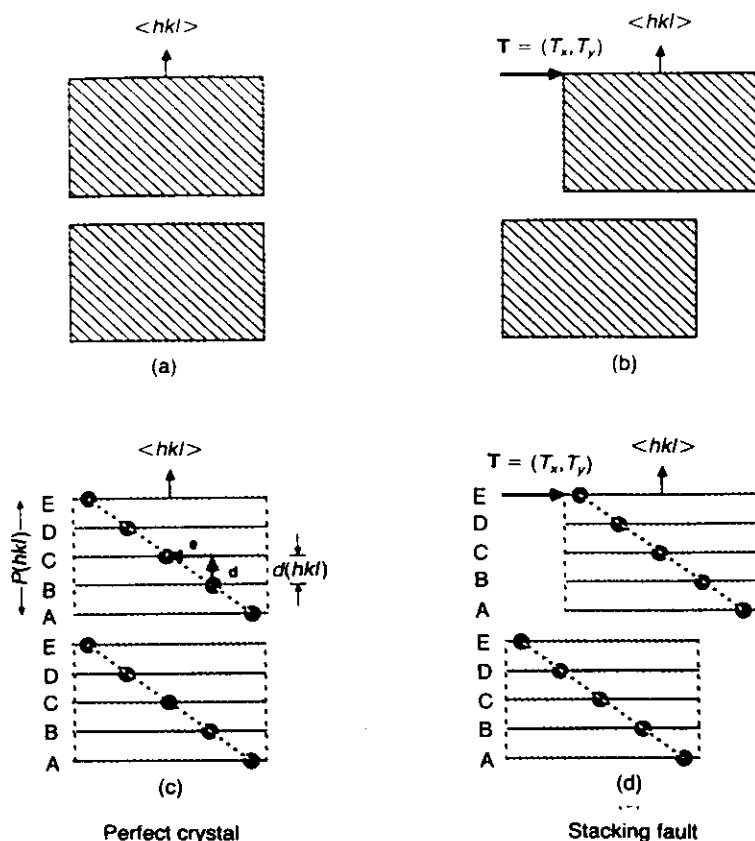 <hkl>
(a)
T = (Tx, Ty)
<hkl>
(b)
<hkl>
E
D
C
B
A
P(hkl)
e
d
d(hkl)
E
D
C
B
A
(c)
Perfect crystal
T = (Tx, Ty)
<hkl>
E
D
C
B
A
E
D
C
B
A
(d)
Stacking fault